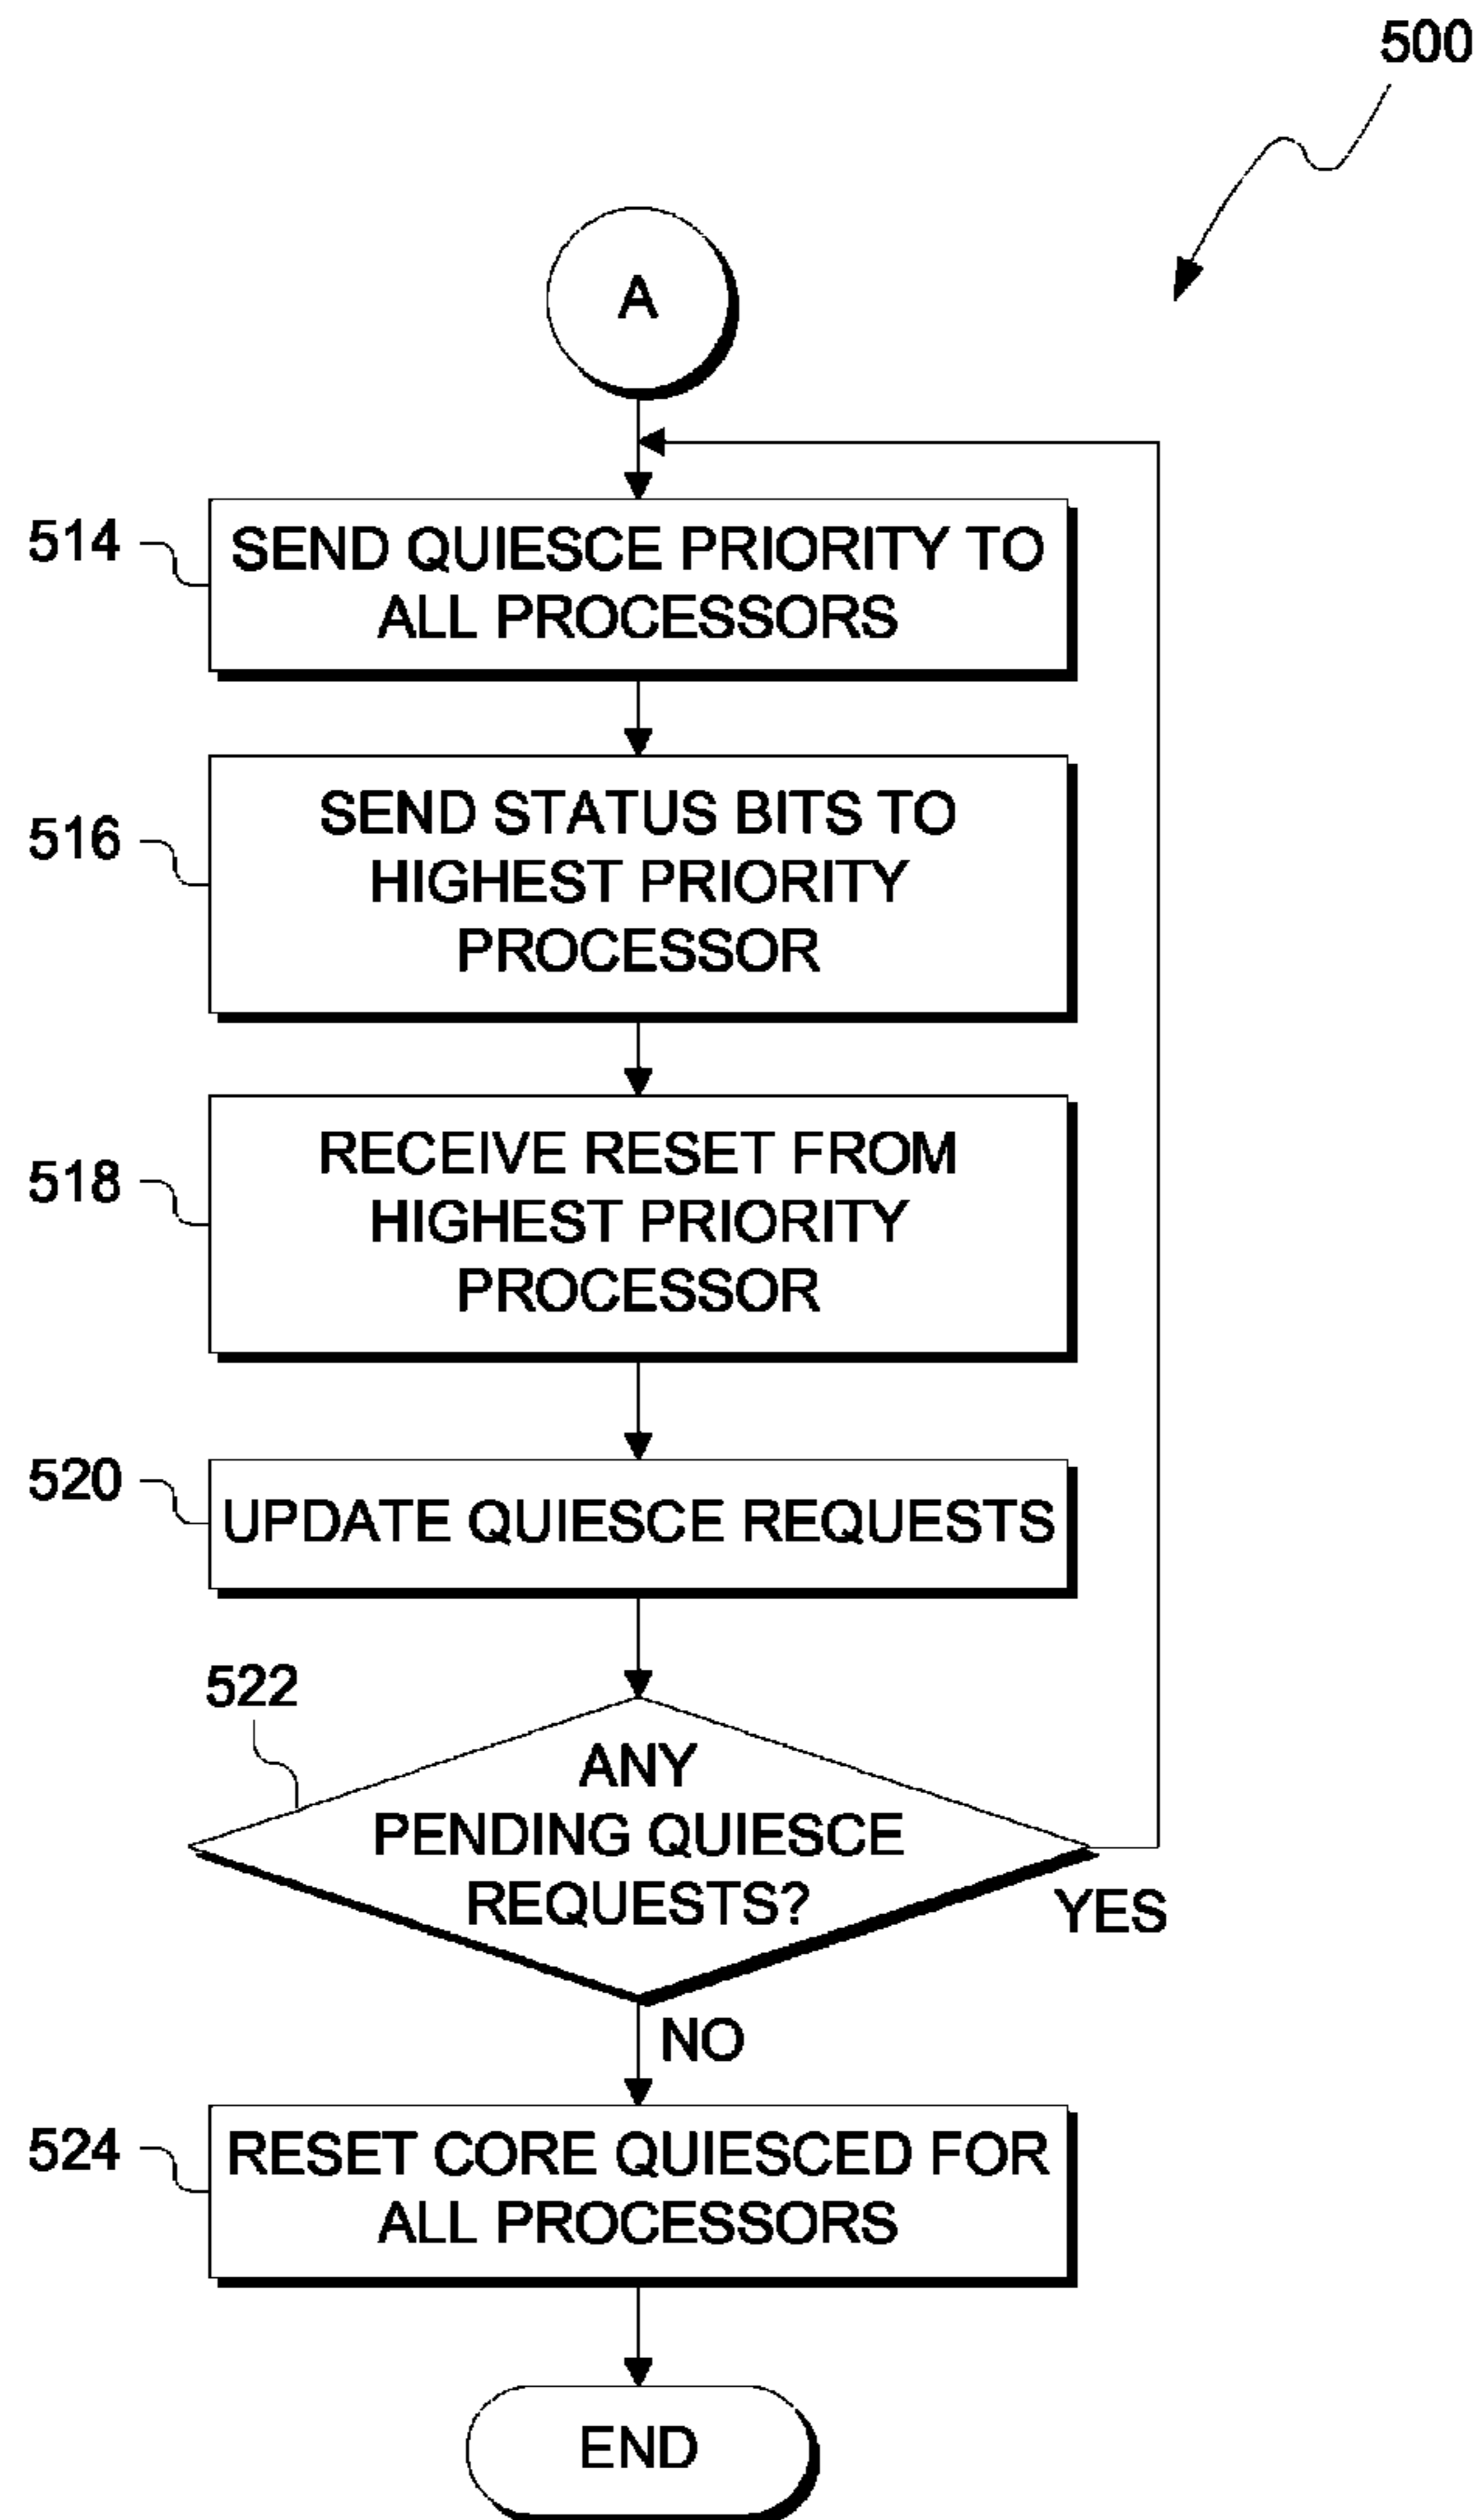 500
A
514
SEND QUIESCE PRIORITY TO
ALL PROCESSORS
516
SEND STATUS BITS TO
HIGHEST PRIORITY
PROCESSOR
518
RECEIVE RESET FROM
HIGHEST PRIORITY
PROCESSOR
520
UPDATE QUIESCE REQUESTS
522
ANY
PENDING QUIESCE
REQUESTS?
YES
NO
524
RESET CORE QUIESCED FOR
ALL PROCESSORS
END